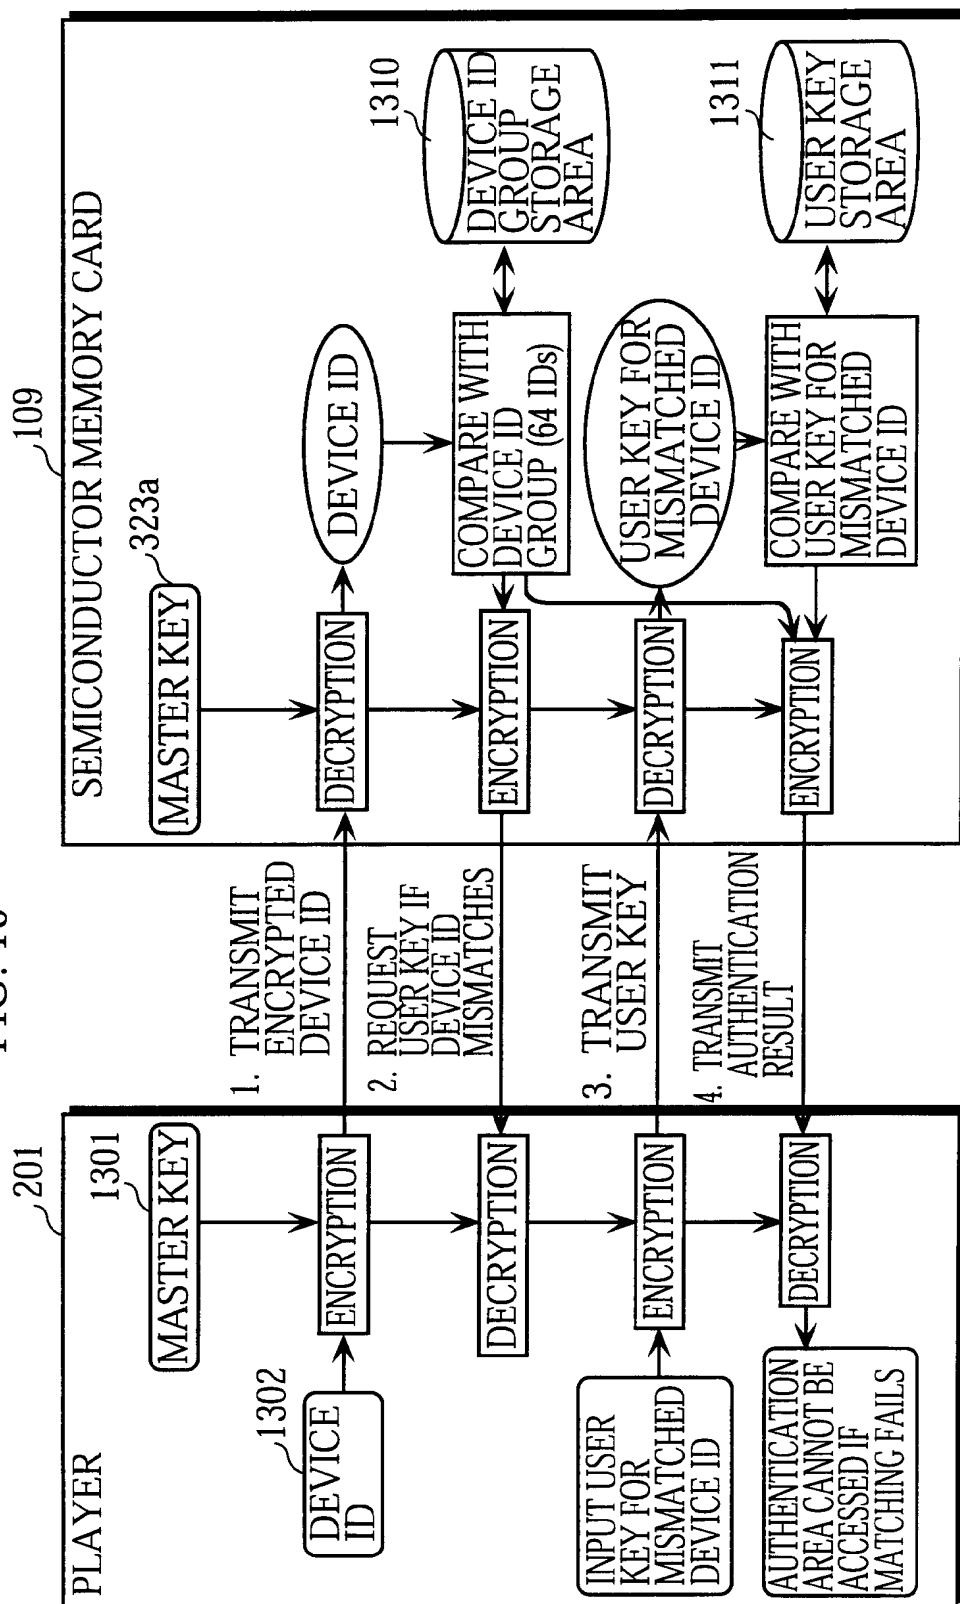 FIG. 16
PLAYER
201
MASTER KEY
1301
DEVICE
ID
1302
ENCRYPTION
DECRYPTION
INPUT USER
KEY FOR
MISMATCHED
DEVICE ID
ENCRYPTION
AUTHENTICATION
AREA CANNOT BE
ACCESSED IF
MATCHING FAILS
DECRYPTION
1. TRANSMIT
ENCRYPTED
DEVICE ID
2. REQUEST
USER KEY IF
DEVICE ID
MISMATCHES
3. TRANSMIT
USER KEY
4. TRANSMIT
AUTHENTICATION
RESULT
SEMICONDUCTOR MEMORY CARD
109
MASTER KEY
323a
DECRYPTION
DEVICE ID
ENCRYPTION
COMPARE WITH
DEVICE ID
GROUP (64 IDs)
DEVICE ID
GROUP
STORAGE
AREA
1310
DECRYPTION
USER KEY FOR
MISMATCHED
DEVICE ID
ENCRYPTION
COMPARE WITH
USER KEY FOR
MISMATCHED
DEVICE ID
USER KEY
STORAGE
AREA
1311